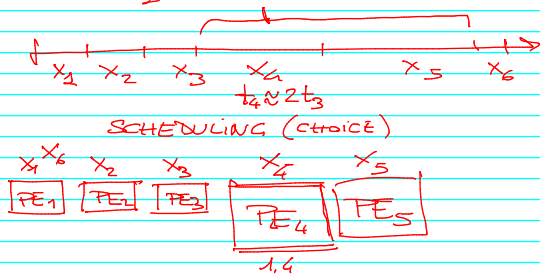 x1 x2 x3 x4 x5 x6
t4≈2t3
SCHEDULING (CHOICE)
x1 x6 x2 x3 x4 x5
PE1 PE2 PE3 PE4 PE5
1,4